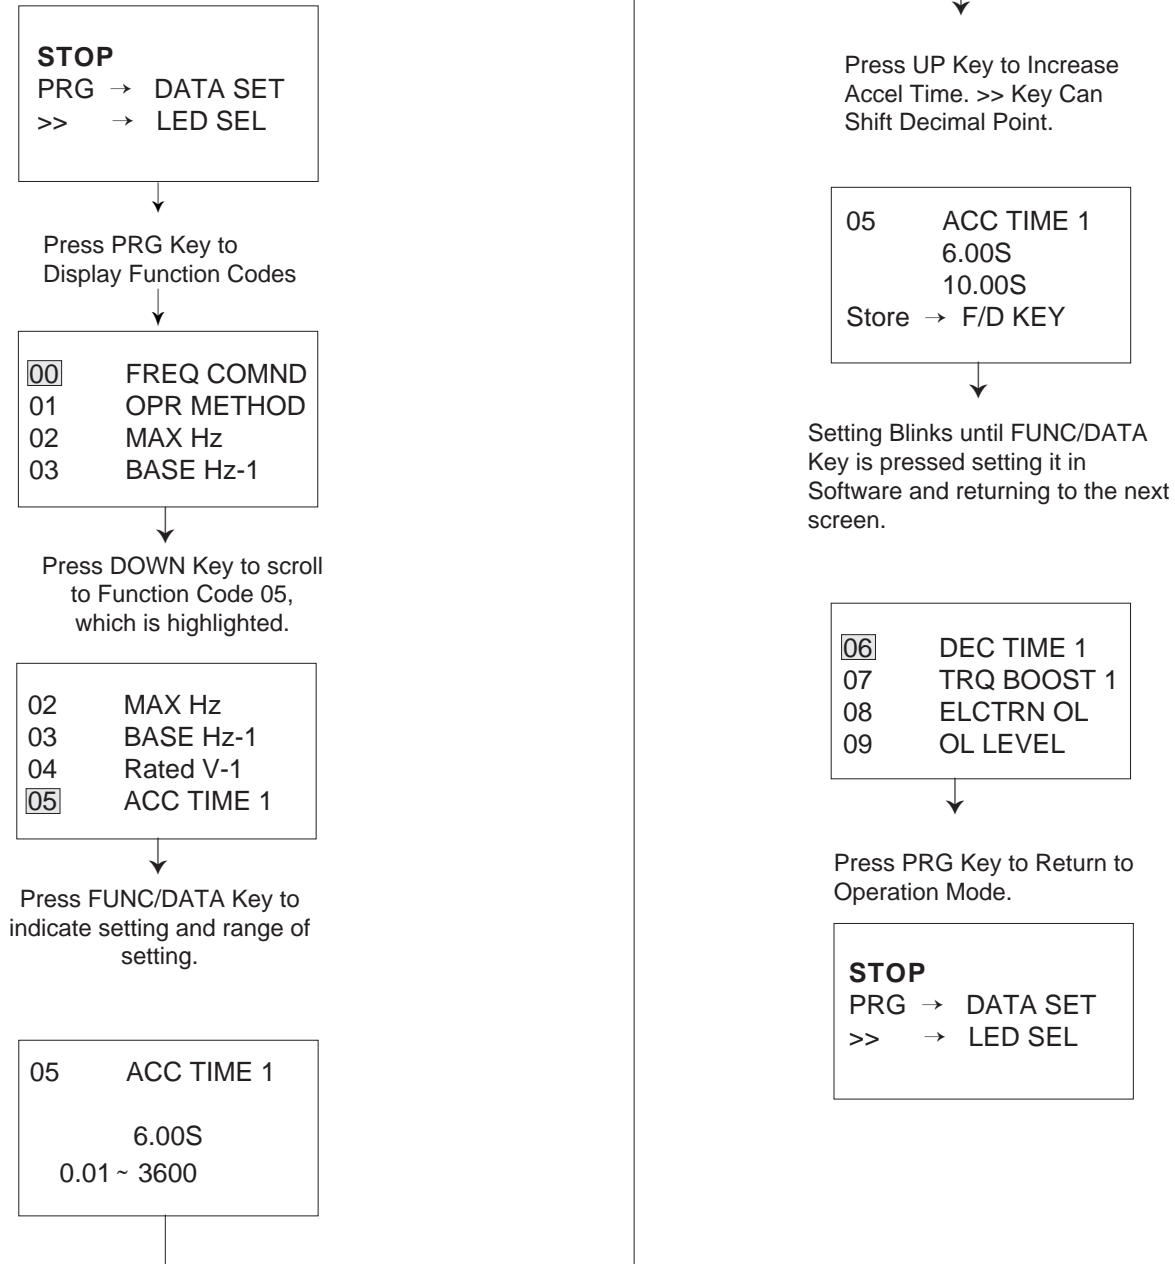 STOP
PRG → DATA SET
>> → LED SEL
Press PRG Key to
Display Function Codes
00 FREQ COMND
01 OPR METHOD
02 MAX Hz
03 BASE Hz-1
Press DOWN Key to scroll
to Function Code 05,
which is highlighted.
02 MAX Hz
03 BASE Hz-1
04 Rated V-1
05 ACC TIME 1
Press FUNC/DATA Key to
indicate setting and range of
setting.
05 ACC TIME 1
6.00S
0.01 ~ 3600
Press UP Key to Increase
Accel Time. >> Key Can
Shift Decimal Point.
05 ACC TIME 1
6.00S
10.00S
Store → F/D KEY
Setting Blinks until FUNC/DATA
Key is pressed setting it in
Software and returning to the next
screen.
06 DEC TIME 1
07 TRQ BOOST 1
08 ELCTRN OL
09 OL LEVEL
Press PRG Key to Return to
Operation Mode.
STOP
PRG → DATA SET
>> → LED SEL